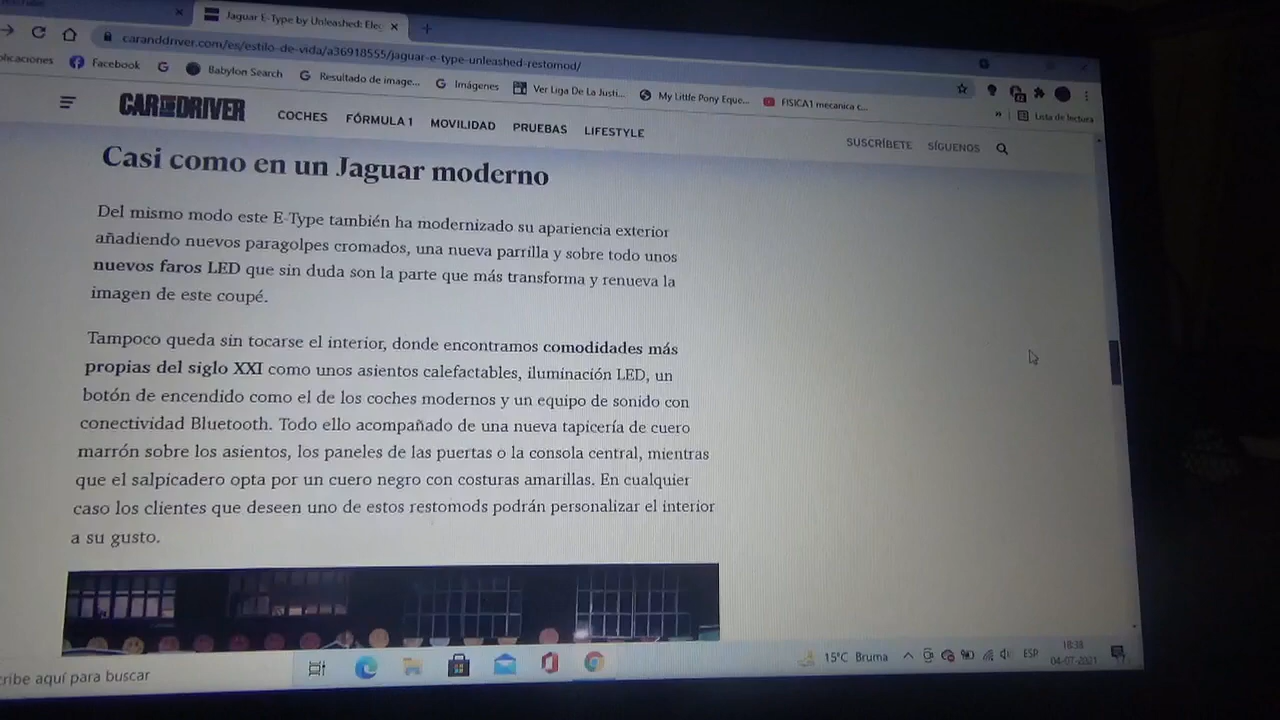 Jaguar E-Type by Unleashed: Elec
caranddriver.com/es/estilo-de-vida/a36918555/jaguar-e-type-unleashed-restomod/
plicaciones Facebook Babylon Search Resultado de image... Imágenes Ver Liga De La Justi... My Little Pony Eque... FISICA1 mecanica c... » Lista de lectura
CAR AND DRIVER COCHES FÓRMULA 1 MOVILIDAD PRUEBAS LIFESTYLE SUSCRÍBETE SÍGUENOS
Casi como en un Jaguar moderno
Del mismo modo este E-Type también ha modernizado su apariencia exterior
añadiendo nuevos paragolpes cromados, una nueva parrilla y sobre todo unos
nuevos faros LED que sin duda son la parte que más transforma y renueva la
imagen de este coupé.
Tampoco queda sin tocarse el interior, donde encontramos comodidades más
propias del siglo XXI como unos asientos calefactables, iluminación LED, un
botón de encendido como el de los coches modernos y un equipo de sonido con
conectividad Bluetooth. Todo ello acompañado de una nueva tapicería de cuero
marrón sobre los asientos, los paneles de las puertas o la consola central, mientras
que el salpicadero opta por un cuero negro con costuras amarillas. En cualquier
caso los clientes que deseen uno de estos restomods podrán personalizar el interior
a su gusto.
cribe aquí para buscar
15°C Bruma ESP
18:38
04-07-2021